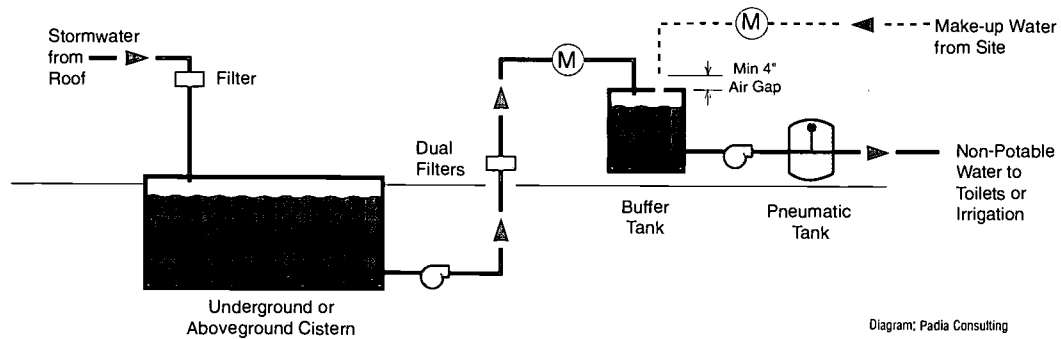 Stormwater
from
Roof
Filter
M
M
Make-up Water
from Site
Min 4"
Air Gap
Dual
Filters
Buffer
Tank
Pneumatic
Tank
Non-Potable
Water to
Toilets or
Irrigation
Underground or
Aboveground Cistern
Diagram: Padia Consulting